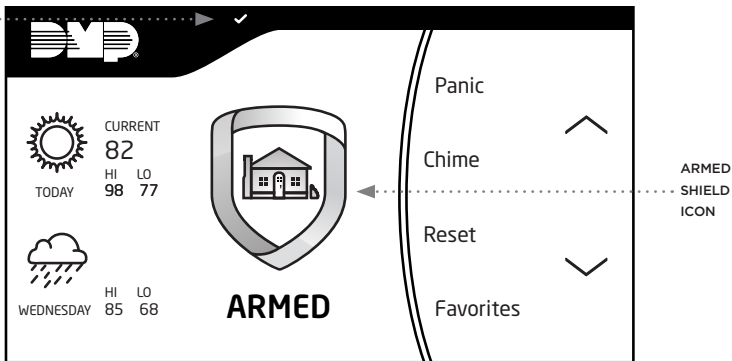 DMP®
CURRENT
82
HI LO
98 77
TODAY
HI LO
85 68
WEDNESDAY
ARMED
Panic
Chime
Reset
Favorites
ARMED
SHIELD
ICON